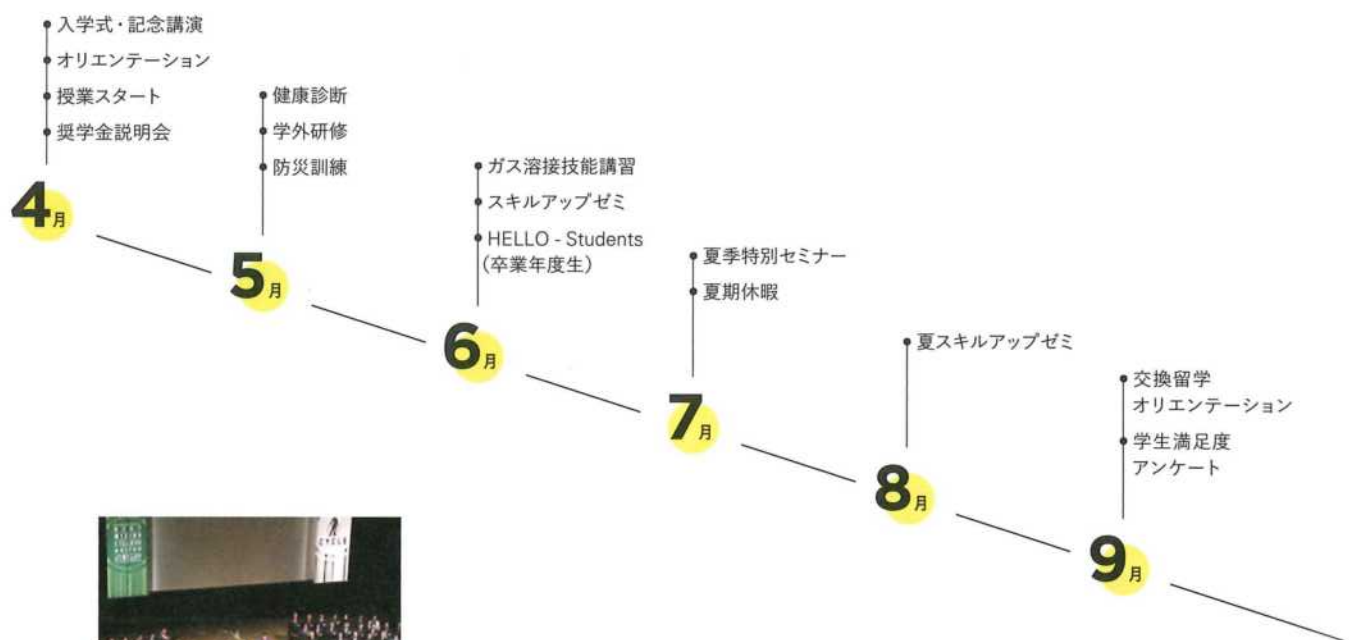 入学式・記念講演
オリエンテーション
授業スタート
奨学金説明会
4月
健康診断
学外研修
防災訓練
5月
ガス溶接技能講習
スキルアップゼミ
HELLO - Students
（卒業年度生）
6月
夏季特別セミナー
夏期休暇
7月
夏スキルアップゼミ
8月
交換留学
オリエンテーション
学生満足度
アンケート
9月
CYCLE